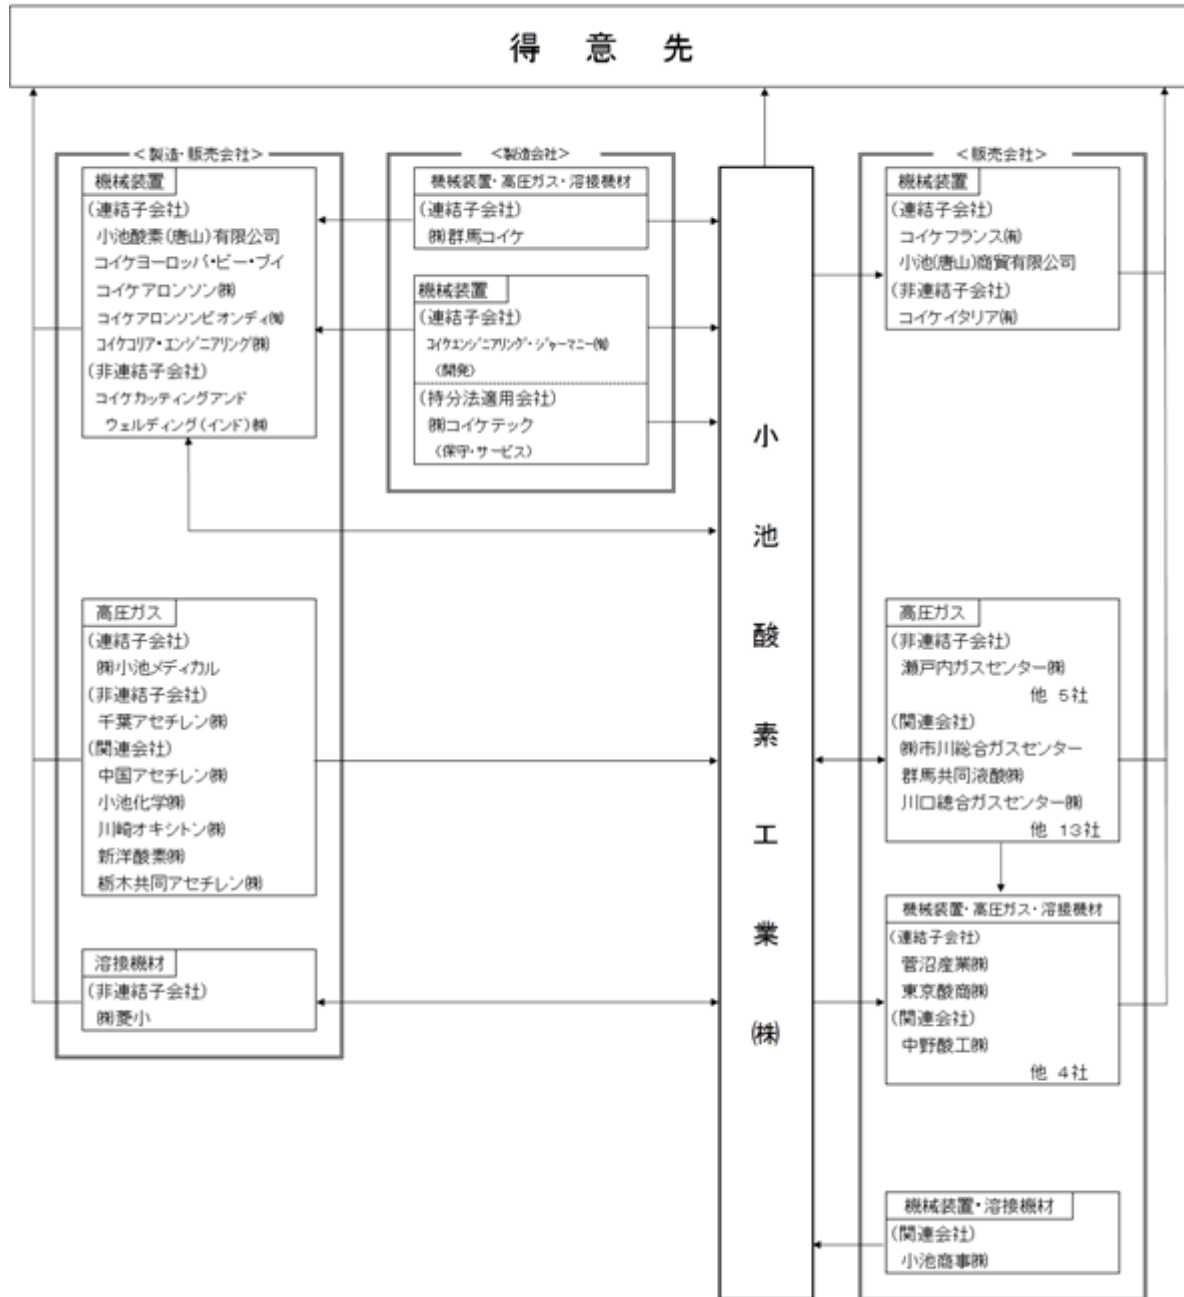 得意先
＜製造・販売会社＞
機械装置
(連結子会社)
小池酸素(唐山)有限公司
コイケヨーロッパ・ビー・ブイ
コイケアロンソン㈱
コイケアロンソンビオンディ㈲
コイケコリア・エンジニアリング㈱
(非連結子会社)
コイケカッティングアンド
ウェルディング(インド)㈱
高圧ガス
(連結子会社)
㈱小池メディカル
(非連結子会社)
千葉アセチレン㈱
(関連会社)
中国アセチレン㈱
小池化学㈱
川崎オキシトン㈱
新洋酸素㈱
栃木共同アセチレン㈱
溶接機材
(非連結子会社)
㈱菱小
＜製造会社＞
機械装置・高圧ガス・溶接機材
(連結子会社)
㈱群馬コイケ
機械装置
(連結子会社)
コイケエンジニアリング・ジャーマニー㈲
(開発)
(持分法適用会社)
㈱コイケテック
(保守・サービス)
小池酸素工業㈱
＜販売会社＞
機械装置
(連結子会社)
コイケフランス㈲
小池(唐山)商貿有限公司
(非連結子会社)
コイケイタリア㈲
高圧ガス
(非連結子会社)
瀬戸内ガスセンター㈱
他 5社
(関連会社)
㈱市川総合ガスセンター
群馬共同液酸㈱
川口總合ガスセンター㈱
他 13社
機械装置・高圧ガス・溶接機材
(連結子会社)
菅沼産業㈱
東京酸商㈱
(関連会社)
中野酸工㈱
他 4社
機械装置・溶接機材
(関連会社)
小池商事㈱